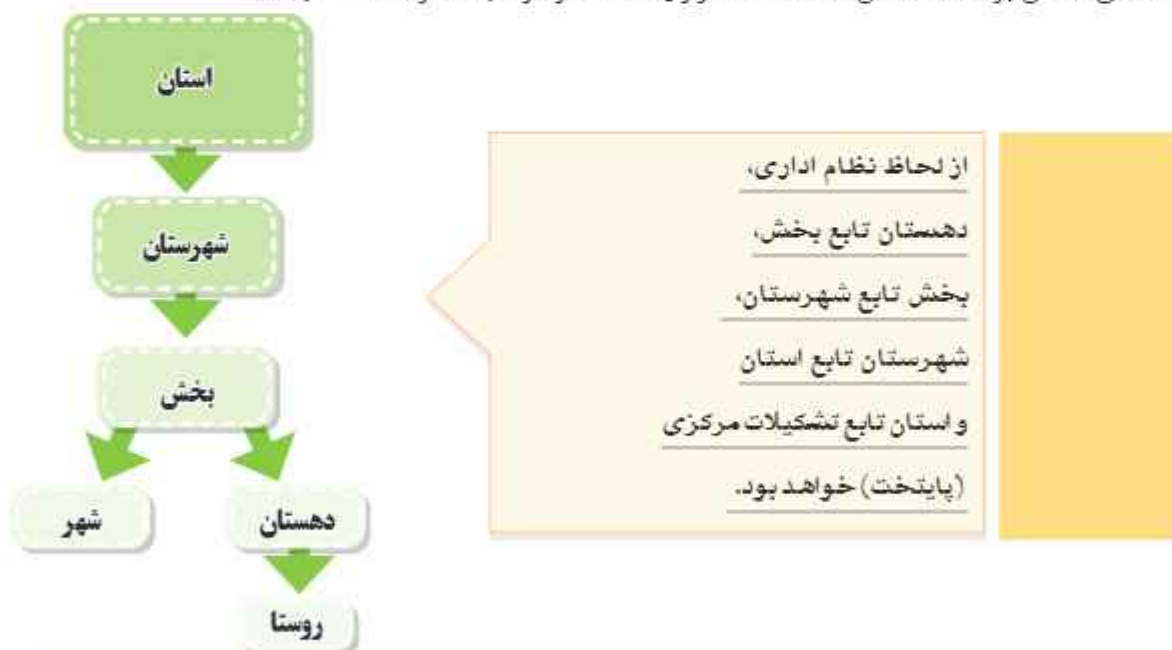 استان
شهرستان
بخش
شهر
دهستان
روستا
از لحاظ نظام اداری،
دهستان تابع بخش،
بخش تابع شهرستان،
شهرستان تابع استان
و استان تابع تشکیلات مرکزی
(پایتخت) خواهد بود.